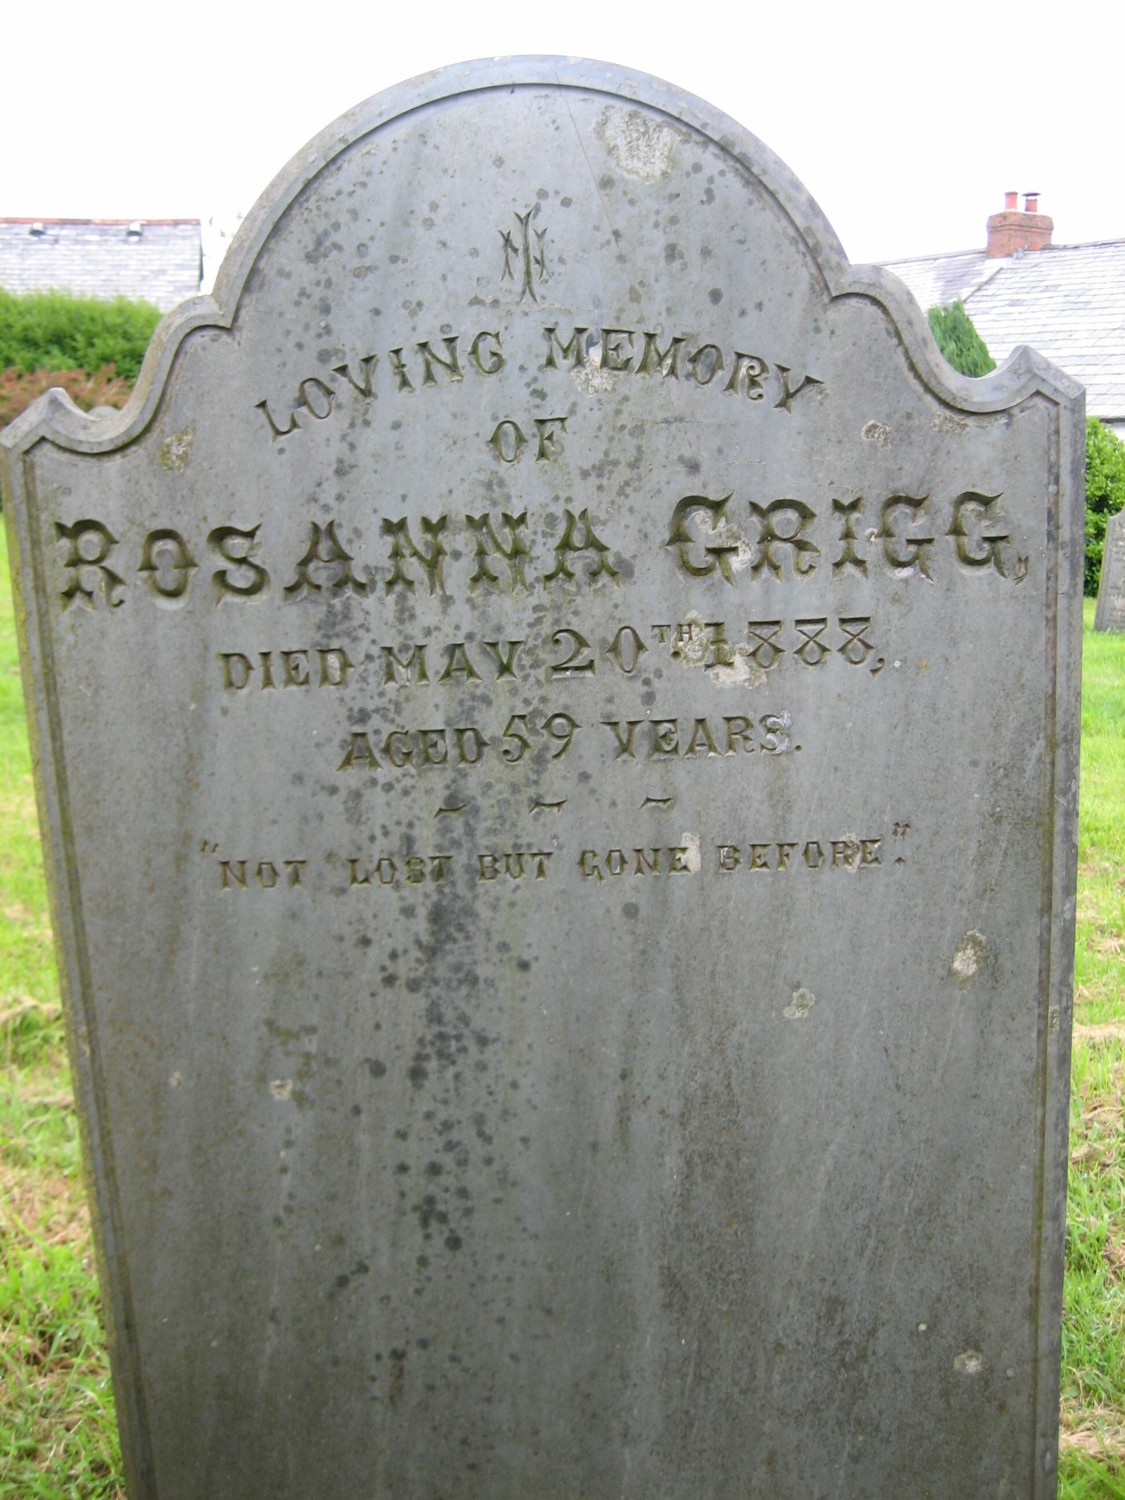 IN
LOVING MEMORY
OF
ROSANNA GRIGG,
DIED MAY 20TH 1888,
AGED 59 YEARS.
"NOT LOST BUT GONE BEFORE".